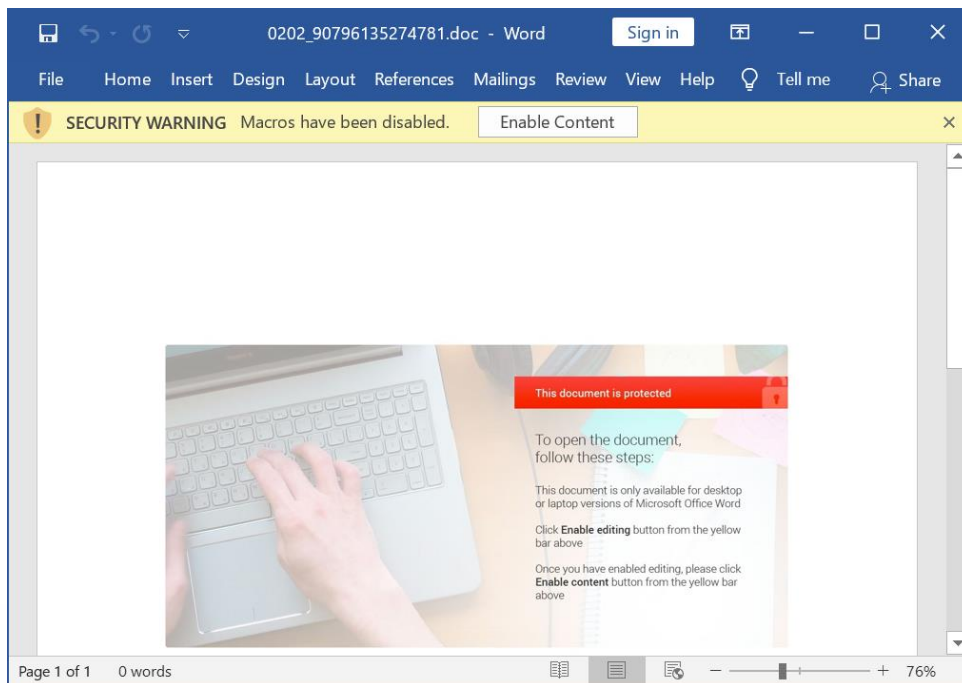 0202_90796135274781.doc - Word
Sign in
File Home Insert Design Layout References Mailings Review View Help Tell me Share
SECURITY WARNING Macros have been disabled. Enable Content
This document is protected
To open the document,
follow these steps:
This document is only available for desktop
or laptop versions of Microsoft Office Word
Click Enable editing button from the yellow
bar above
Once you have enabled editing, please click
Enable content button from the yellow bar
above
Page 1 of 1 0 words 76%